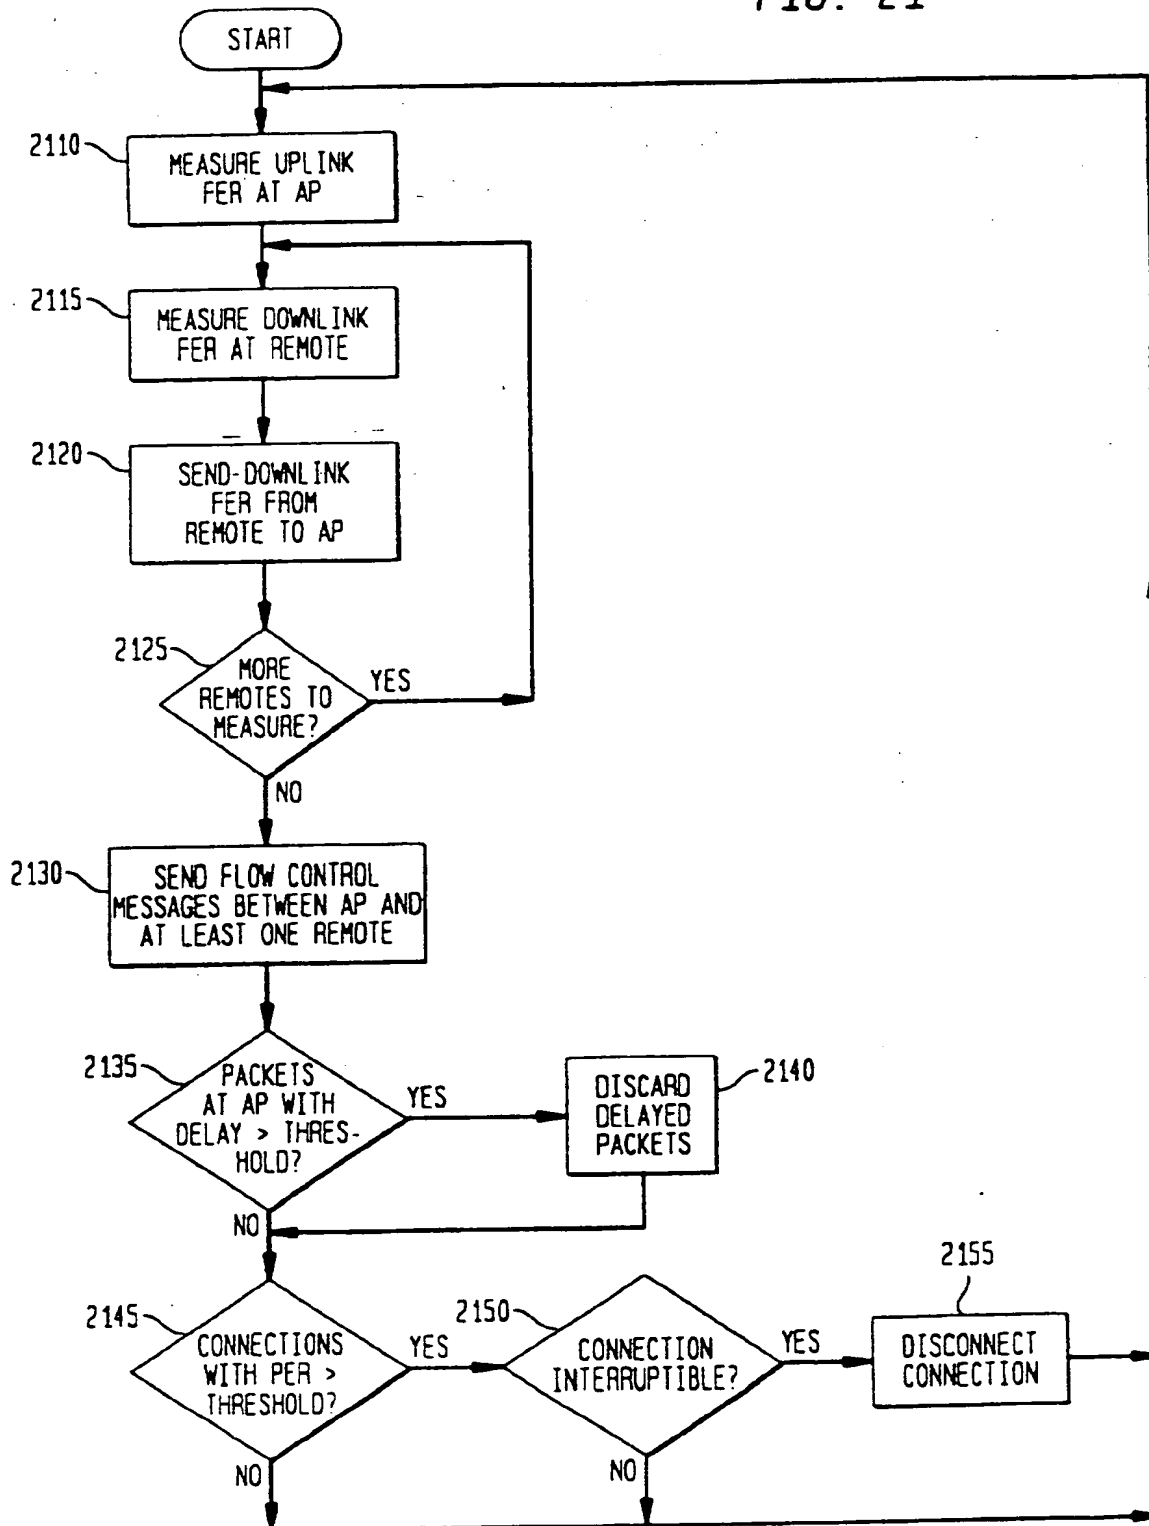 FIG. 21
START
2110
MEASURE UPLINK
FER AT AP
2115
MEASURE DOWNLINK
FER AT REMOTE
2120
SEND-DOWNLINK
FER FROM
REMOTE TO AP
2125
MORE
REMOTES TO
MEASURE?
YES
NO
2130
SEND FLOW CONTROL
MESSAGES BETWEEN AP AND
AT LEAST ONE REMOTE
2135
PACKETS
AT AP WITH
DELAY > THRES-
HOLD?
YES
2140
DISCARD
DELAYED
PACKETS
NO
2145
CONNECTIONS
WITH PER >
THRESHOLD?
YES
2150
CONNECTION
INTERRUPTIBLE?
YES
2155
DISCONNECT
CONNECTION
NO
NO